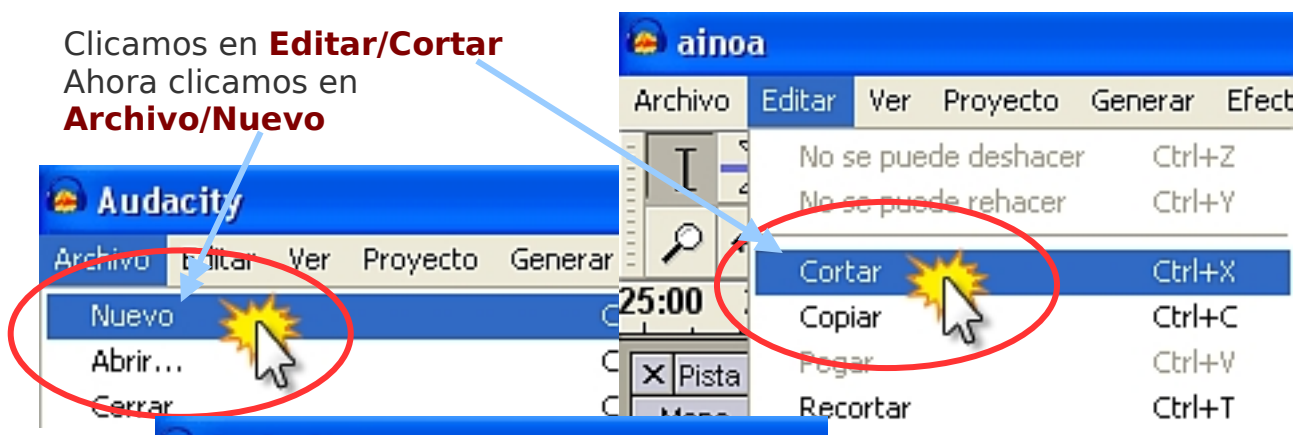 Clicamos en Editar/Cortar
Ahora clicamos en
Archivo/Nuevo
Audacity
Archivo Editar Ver Proyecto Generar
Nuevo
Abrir...
Cerrar
ainoa
Archivo Editar Ver Proyecto Generar Efect
No se puede deshacer Ctrl+Z
No se puede rehacer Ctrl+Y
Cortar Ctrl+X
25:00
Copiar Ctrl+C
Pegar Ctrl+V
X Pista
Recortar Ctrl+T